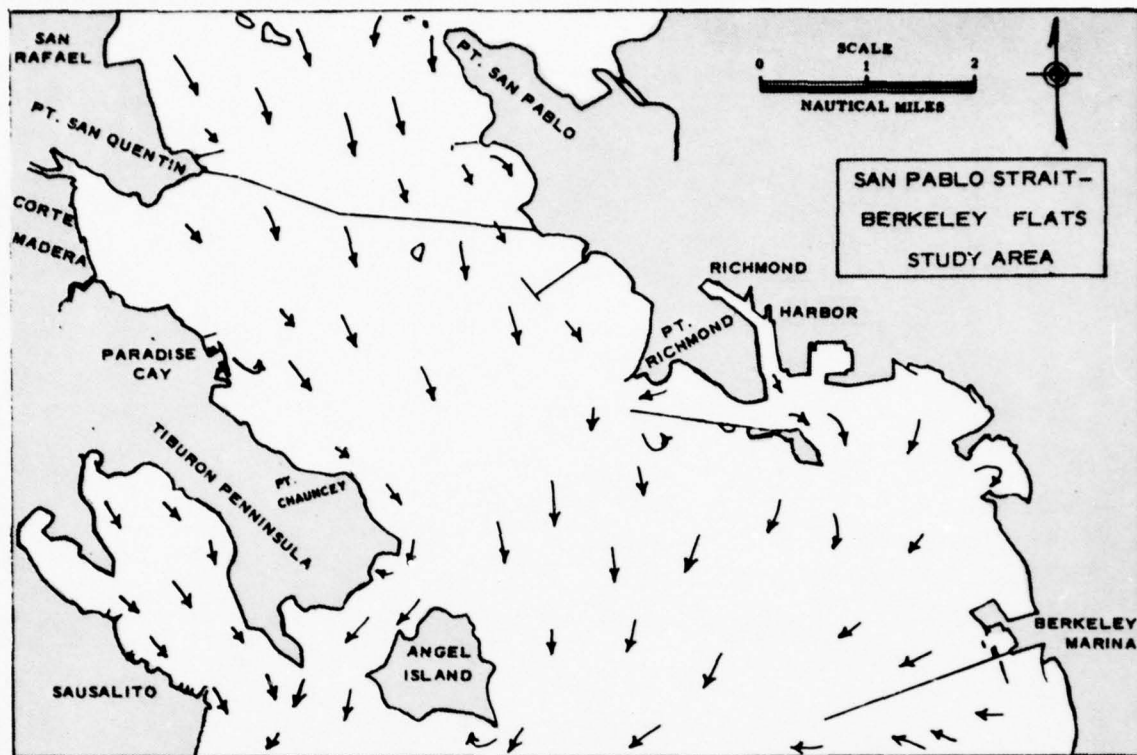 SAN
RAFAEL
PT. SAN QUENTIN
CORTE
MADERA
PARADISE
CAY
TIBURON PENNINSULA
PT.
CHAUNCEY
SAUSALITO
ANGEL
ISLAND
PT. SAN PABLO
SCALE
0 1 2
NAUTICAL MILES
SAN PABLO STRAIT–
BERKELEY FLATS
STUDY AREA
RICHMOND
HARBOR
PT.
RICHMOND
BERKELEY
MARINA